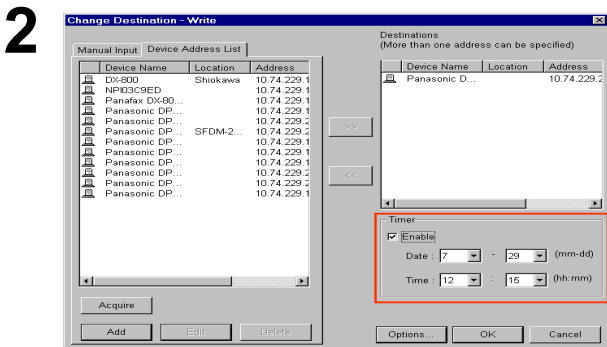 2
Change Destination - Write
Manual Input Device Address List
Device Name Location Address
DX-800 Shiokawa 10.74.229.1
NPI03C9ED 10.74.229.1
Panafax DX-80... 10.74.229.1
Panasonic DP... 10.74.229.1
Panasonic DP... 10.74.229.2
Panasonic DP... SFDM-2... 10.74.229.2
Panasonic DP... 10.74.229.1
Panasonic DP... 10.74.229.1
Panasonic DP... 10.74.229.1
Panasonic DP... 10.74.229.2
Panasonic DP... 10.74.229.2
Panasonic DP... 10.74.229.1
Acquire
Add Edit Delete
>>
<<
Destinations
(More than one address can be specified)
Device Name Location Address
Panasonic D... 10.74.229.2
Timer
Enable
Date : 7 - 29 (mm-dd)
Time : 12 : 15 (hh:mm)
Options... OK Cancel